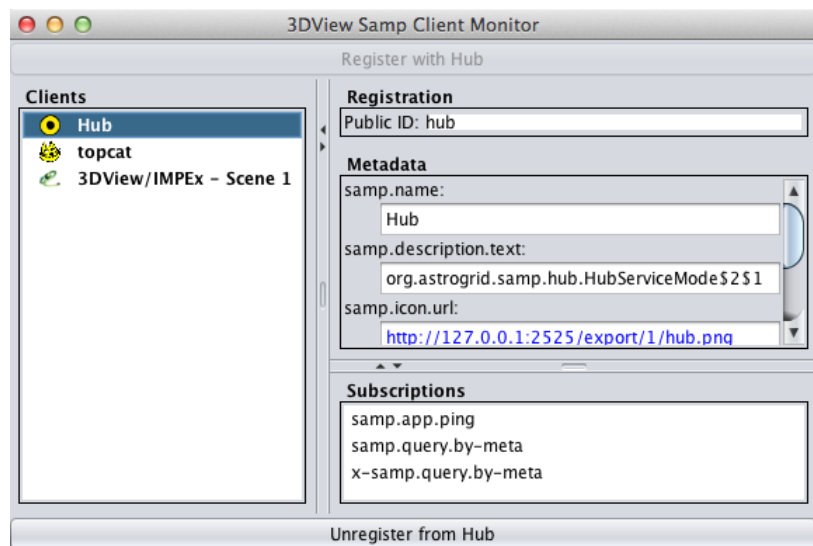 3DView Samp Client Monitor
Register with Hub
Clients
Hub
topcat
3DView/IMPEx – Scene 1
Registration
Public ID: hub
Metadata
samp.name:
Hub
samp.description.text:
org.astrogrid.samp.hub.HubServiceMode$2$1
samp.icon.url:
http://127.0.0.1:2525/export/1/hub.png
Subscriptions
samp.app.ping
samp.query.by-meta
x-samp.query.by-meta
Unregister from Hub